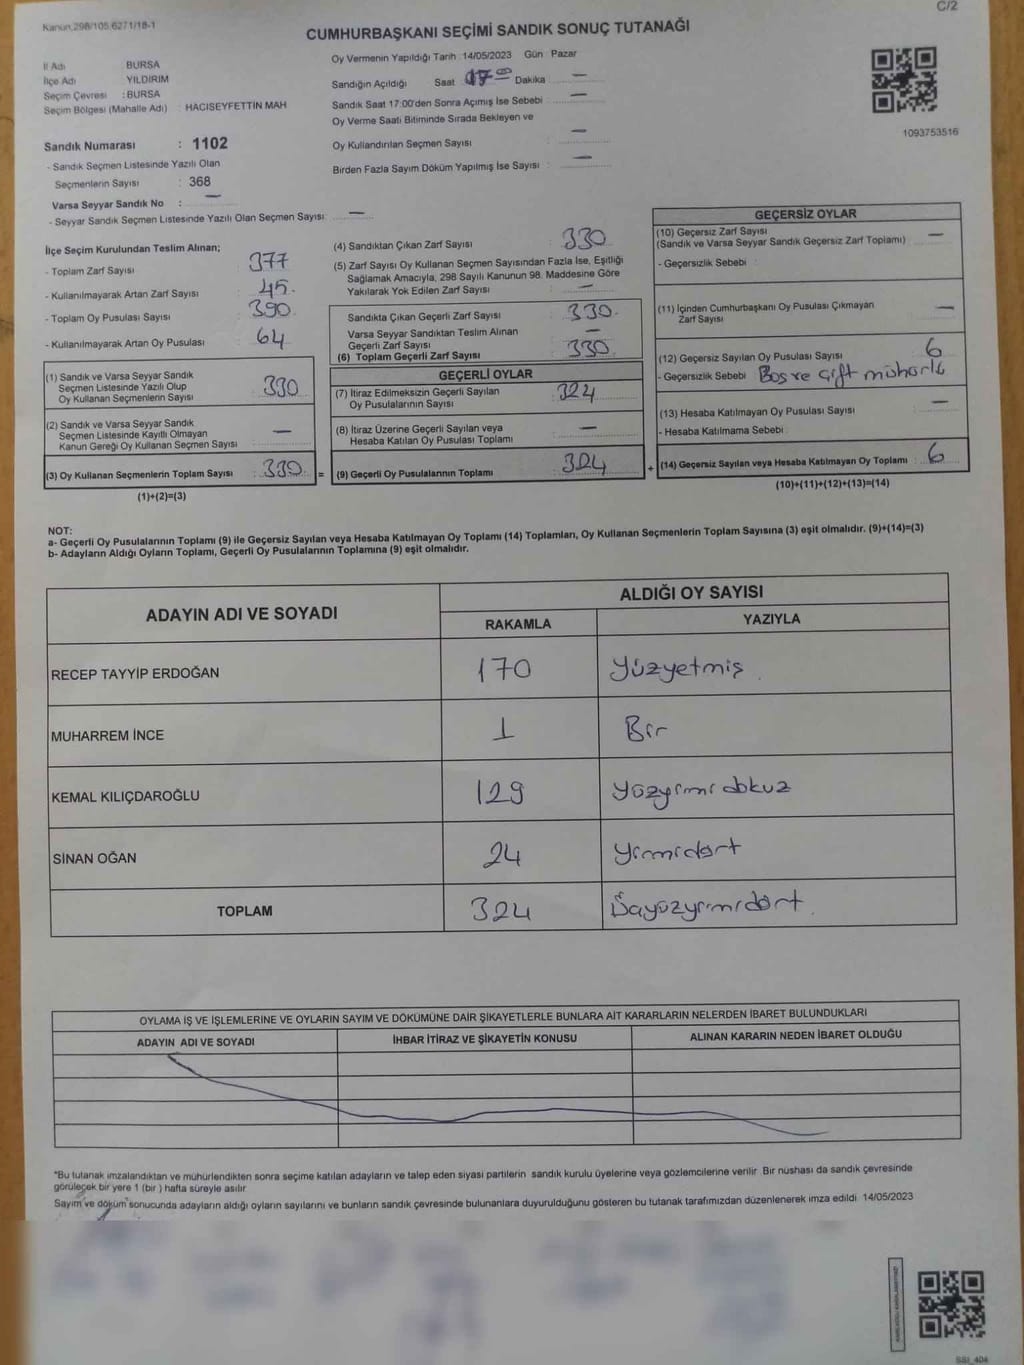 Kanun,298/105 6271/18-1
C/2
CUMHURBAŞKANI SEÇİMİ SANDIK SONUÇ TUTANAĞI
İl Adı BURSA
İlçe Adı YILDIRIM
Seçim Çevresi : BURSA
Seçim Bölgesi (Mahalle Adı) : HACISEYFETTİN MAH
Oy Vermenin Yapıldığı Tarih : 14/05/2023 Gün Pazar
Sandığın Açıldığı Saat 17 00 Dakika —
Sandık Saat 17:00'den Sonra Açımış İse Sebebi —
Oy Verme Saati Bitiminde Sırada Bekleyen ve
Oy Kullandırılan Seçmen Sayısı : —
Birden Fazla Sayım Döküm Yapılmış İse Sayısı : —
1093753516
Sandık Numarası : 1102
- Sandık Seçmen Listesinde Yazılı Olan
Seçmenlerin Sayısı : 368
Varsa Seyyar Sandık No : —
- Seyyar Sandık Seçmen Listesinde Yazılı Olan Seçmen Sayısı: —
İlçe Seçim Kurulundan Teslim Alınan;
- Toplam Zarf Sayısı 377
- Kullanılmayarak Artan Zarf Sayısı : 45.
- Toplam Oy Pusulası Sayısı : 390
- Kullanılmayarak Artan Oy Pusulası : 64
(1) Sandık ve Varsa Seyyar Sandık
Seçmen Listesinde Yazılı Olup
Oy Kullanan Seçmenlerin Sayısı : 330
(2) Sandık ve Varsa Seyyar Sandık
Seçmen Listesinde Kayıtlı Olmayan
Kanun Gereği Oy Kullanan Seçmen Sayısı : —
(3) Oy Kullanan Seçmenlerin Toplam Sayısı : 330 =
(1)+(2)=(3)
(4) Sandıktan Çıkan Zarf Sayısı : 330
(5) Zarf Sayısı Oy Kullanan Seçmen Sayısından Fazla İse, Eşitliği
Sağlamak Amacıyla, 298 Sayılı Kanunun 98. Maddesine Göre
Yakılarak Yok Edilen Zarf Sayısı : —
Sandıkta Çıkan Geçerli Zarf Sayısı : 330.
Varsa Seyyar Sandıktan Teslim Alınan
Geçerli Zarf Sayısı : —
(6) Toplam Geçerli Zarf Sayısı : 330
GEÇERLİ OYLAR
(7) İtiraz Edilmeksizin Geçerli Sayılan
Oy Pusulalarının Sayısı : 324
(8) İtiraz Üzerine Geçerli Sayılan veya
Hesaba Katılan Oy Pusulası Toplamı : —
(9) Geçerli Oy Pusulalarının Toplamı : 324 +
GEÇERSİZ OYLAR
(10) Geçersiz Zarf Sayısı
(Sandık ve Varsa Seyyar Sandık Geçersiz Zarf Toplamı) : —
- Geçersizlik Sebebi :
(11) İçinden Cumhurbaşkanı Oy Pusulası Çıkmayan
Zarf Sayısı : —
(12) Geçersiz Sayılan Oy Pusulası Sayısı : 6
- Geçersizlik Sebebi Boş ve çift mühürlü
(13) Hesaba Katılmayan Oy Pusulası Sayısı : —
- Hesaba Katılmama Sebebi :
(14) Geçersiz Sayılan veya Hesaba Katılmayan Oy Toplamı : 6
(10)+(11)+(12)+(13)=(14)
NOT:
a- Geçerli Oy Pusulalarının Toplamı (9) ile Geçersiz Sayılan veya Hesaba Katılmayan Oy Toplamı (14) Toplamları, Oy Kullanan Seçmenlerin Toplam Sayısına (3) eşit olmalıdır. (9)+(14)=(3)
b- Adayların Aldığı Oyların Toplamı, Geçerli Oy Pusulalarının Toplamına (9) eşit olmalıdır.
ADAYIN ADI VE SOYADI ALDIĞI OY SAYISI
RAKAMLA YAZIYLA
RECEP TAYYİP ERDOĞAN 170 Yüzyetmiş
MUHARREM İNCE 1 Bir
KEMAL KILIÇDAROĞLU 129 Yüzyirmidokuz
SİNAN OĞAN 24 Yirmidört
TOPLAM 324 Üçyüzyirmidört
OYLAMA İŞ VE İŞLEMLERİNE VE OYLARIN SAYIM VE DÖKÜMÜNE DAİR ŞİKAYETLERLE BUNLARA AİT KARARLARIN NELERDEN İBARET BULUNDUKLARI
ADAYIN ADI VE SOYADI İHBAR İTİRAZ VE ŞİKAYETİN KONUSU ALINAN KARARIN NEDEN İBARET OLDUĞU
*Bu tutanak imzalandıktan ve mühürlendikten sonra seçime katılan adayların ve talep eden siyasi partilerin sandık kurulu üyelerine veya gözlemcilerine verilir Bir nüshası da sandık çevresinde
görülecek bir yere 1 (bir ) hafta süreyle asılır
Sayım ve döküm sonucunda adayların aldığı oyların sayılarını ve bunların sandık çevresinde bulunanlara duyurulduğunu gösteren bu tutanak tarafımızdan düzenlenerek imza edildi 14/05/2023
SSI_404